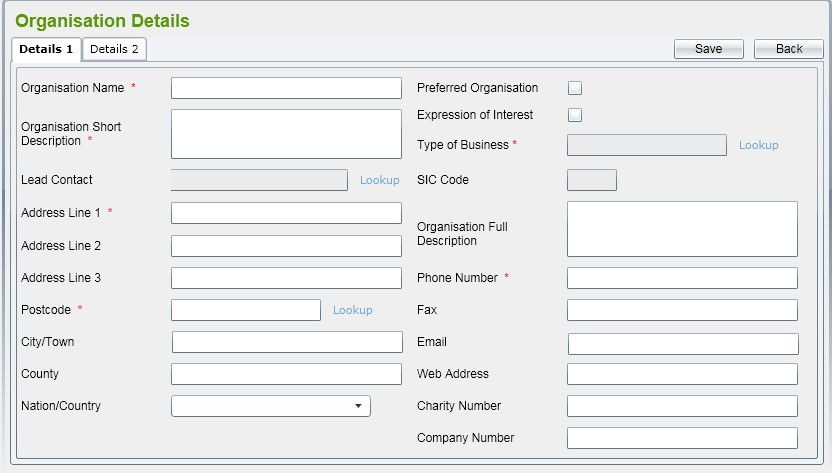 Organisation Details
Details 1
Details 2
Save
Back
Organisation Name *
Organisation Short
Description *
Lead Contact
Lookup
Address Line 1 *
Address Line 2
Address Line 3
Postcode *
Lookup
City/Town
County
Nation/Country
Preferred Organisation
Expression of Interest
Type of Business *
Lookup
SIC Code
Organisation Full
Description
Phone Number *
Fax
Email
Web Address
Charity Number
Company Number